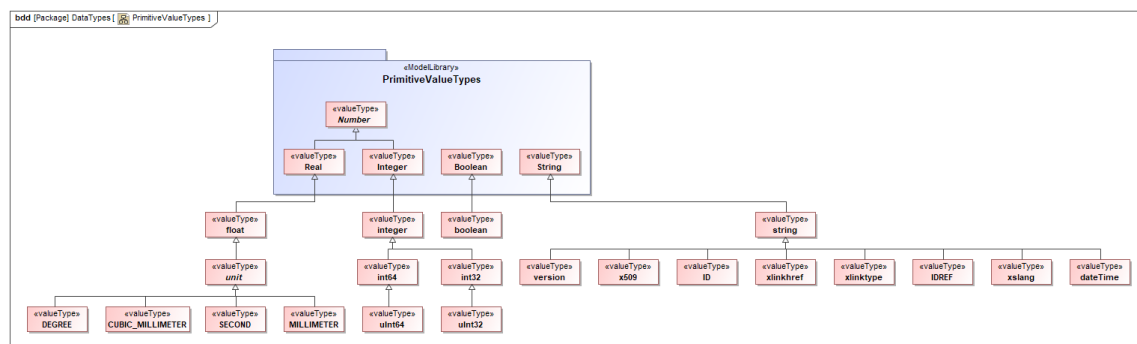 bdd [Package] DataTypes [ PrimitiveValueTypes ]
«ModelLibrary»
PrimitiveValueTypes
«valueType»
Number
«valueType» «valueType» «valueType» «valueType»
Real Integer Boolean String
«valueType» «valueType» «valueType» «valueType»
float integer boolean string
«valueType» «valueType» «valueType» «valueType» «valueType» «valueType» «valueType» «valueType» «valueType» «valueType» «valueType»
unit int64 int32 version x509 ID xlinkhref xlinktype IDREF xslang dateTime
«valueType» «valueType» «valueType» «valueType» «valueType» «valueType»
DEGREE CUBIC_MILLIMETER SECOND MILLIMETER uInt64 uInt32